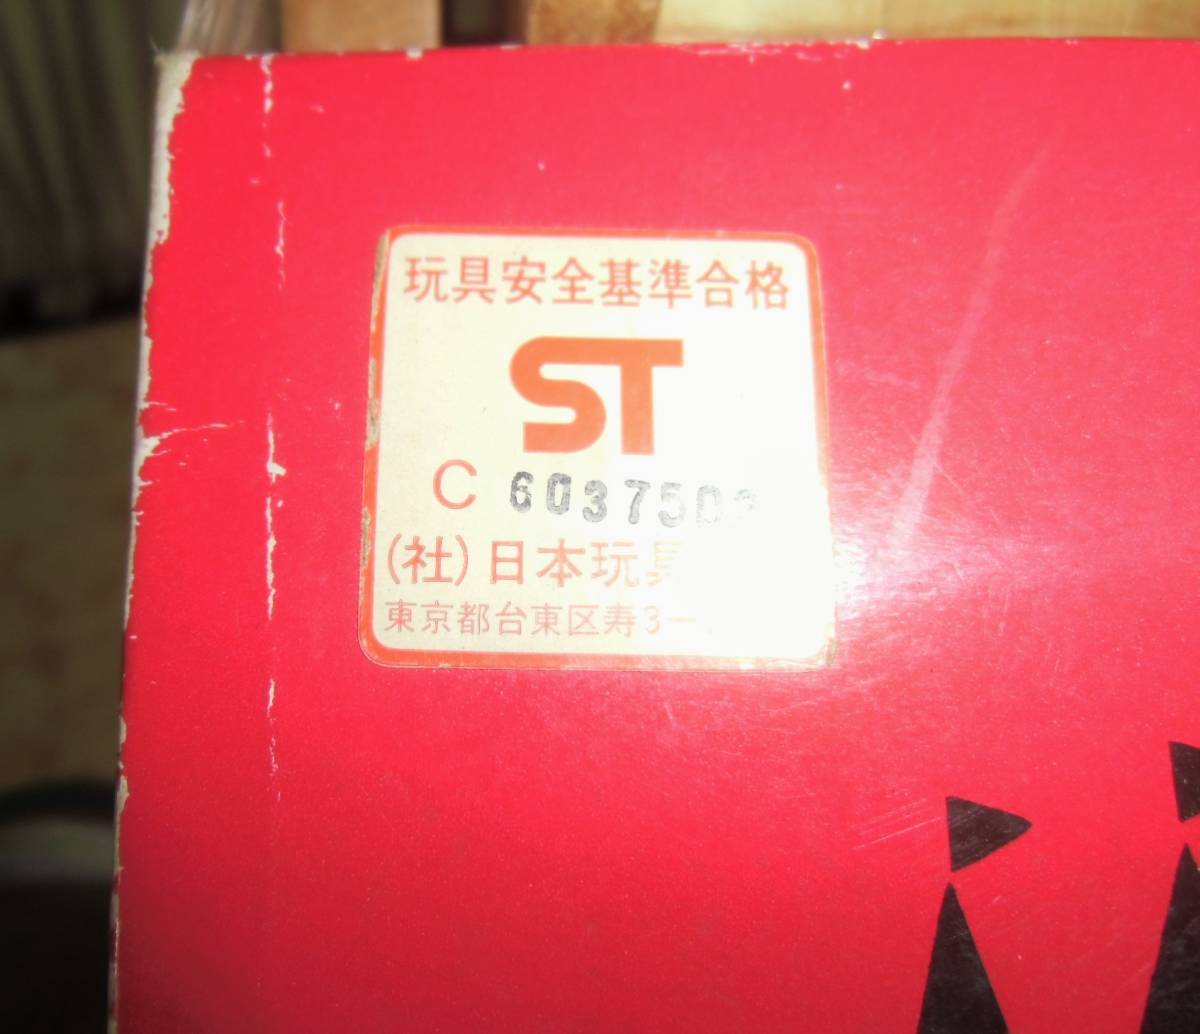 玩具安全基準合格
ST
C 603750
(社)日本玩具
東京都台東区寿3-